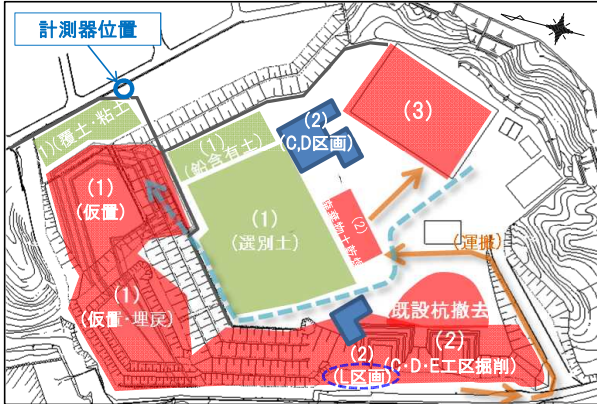 計測器位置
(1)(覆土・粘土)
(1)
(鉛含有土)
(2)
(C,D区画)
(3)
(1)
(仮置)
(1)
(選別土)
(2)
(運搬)
(1)
(仮置・埋戻)
既設杭撤去
(2)
(L区画)
(2)
(C・D・E工区掘削)